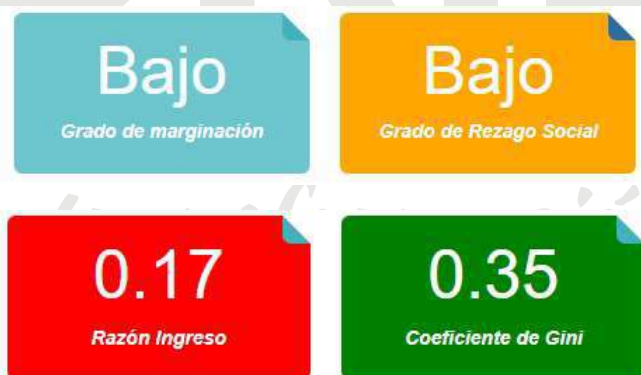 Bajo
Grado de marginación
Bajo
Grado de Rezago Social
0.17
Razón Ingreso
0.35
Coeficiente de Gini